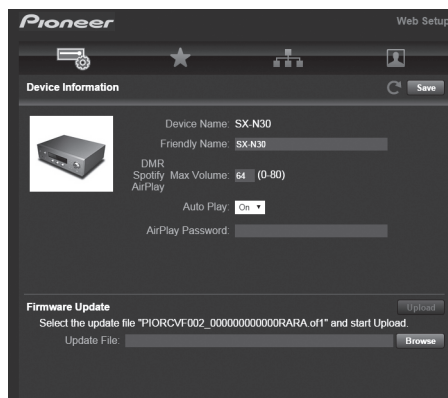 Pioneer
Web Setup
Device Information
Save
Device Name: SX-N30
Friendly Name: SX-N30
DMR
Spotify Max Volume: 64 (0-80)
AirPlay
Auto Play: On
AirPlay Password:
Firmware Update
Upload
Select the update file "PIORCVF002_000000000000RARA.of1" and start Upload.
Update File:
Browse